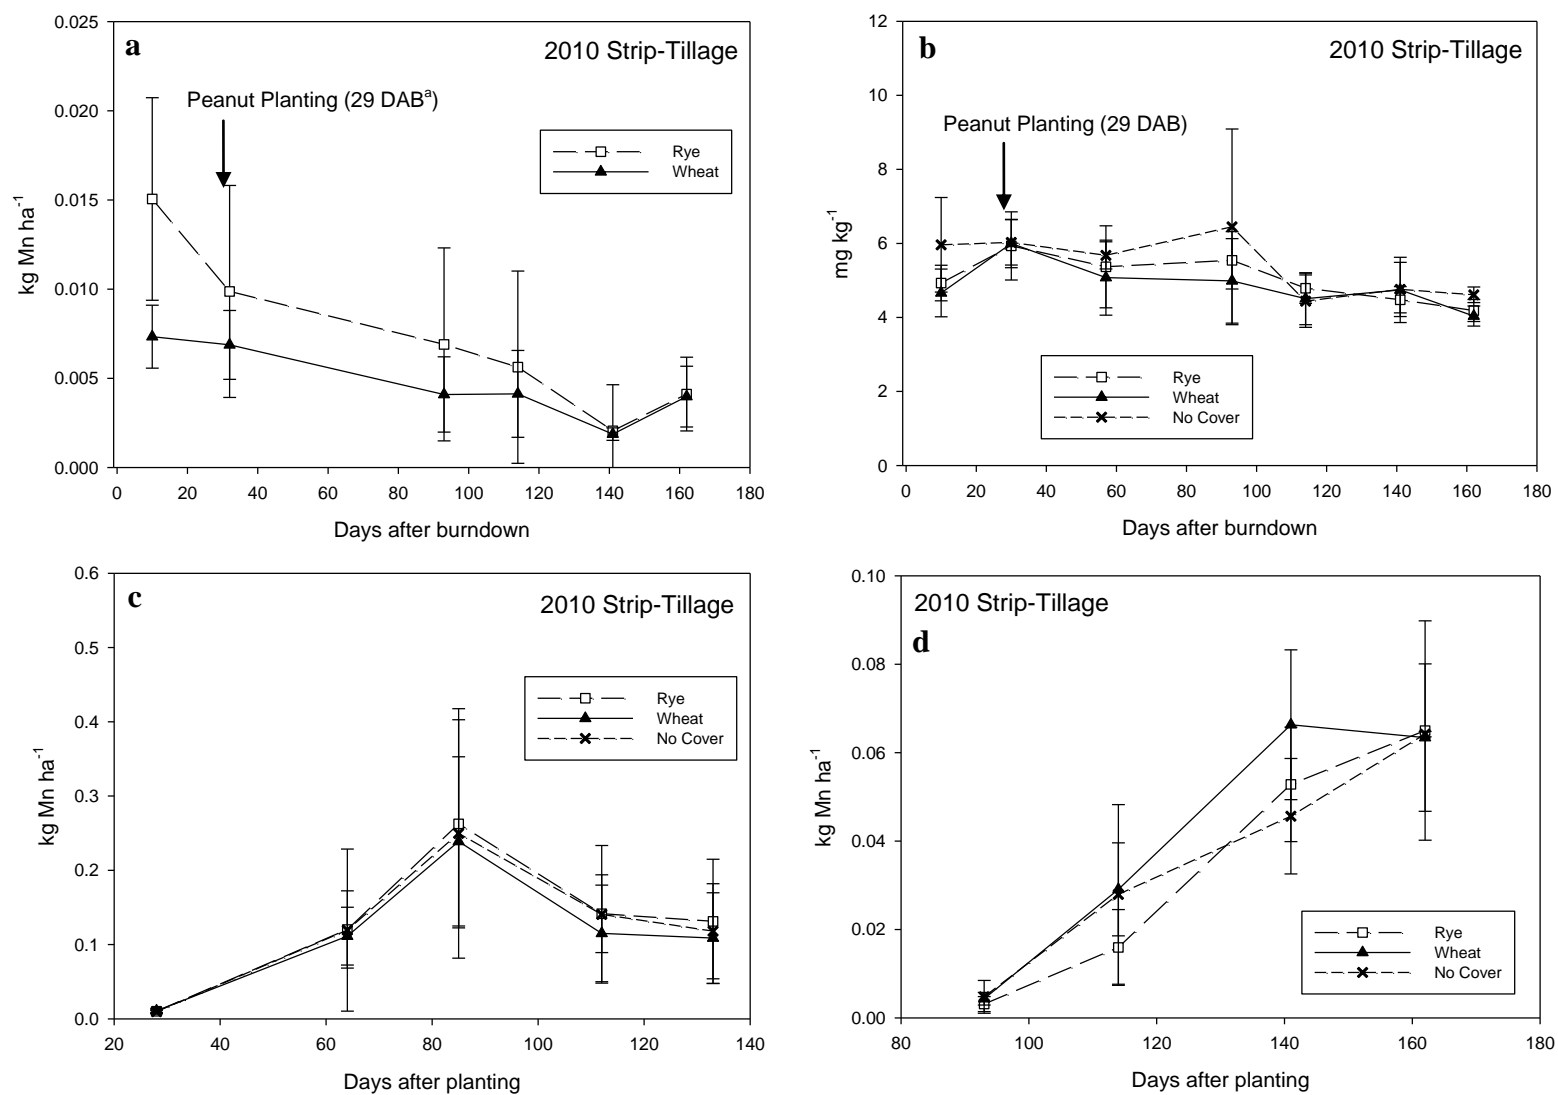 a
2010 Strip-Tillage
Peanut Planting (29 DABᵃ)
Rye
Wheat
kg Mn ha⁻¹
0.025
0.020
0.015
0.010
0.005
0.000
0 20 40 60 80 100 120 140 160 180
Days after burndown
b
2010 Strip-Tillage
Peanut Planting (29 DAB)
mg kg⁻¹
12
10
8
6
4
2
0
Rye
Wheat
No Cover
0 20 40 60 80 100 120 140 160 180
Days after burndown
c
2010 Strip-Tillage
Rye
Wheat
No Cover
kg Mn ha⁻¹
0.6
0.5
0.4
0.3
0.2
0.1
0.0
20 40 60 80 100 120 140
Days after planting
2010 Strip-Tillage
d
kg Mn ha⁻¹
0.10
0.08
0.06
0.04
0.02
0.00
Rye
Wheat
No Cover
80 100 120 140 160 180
Days after planting